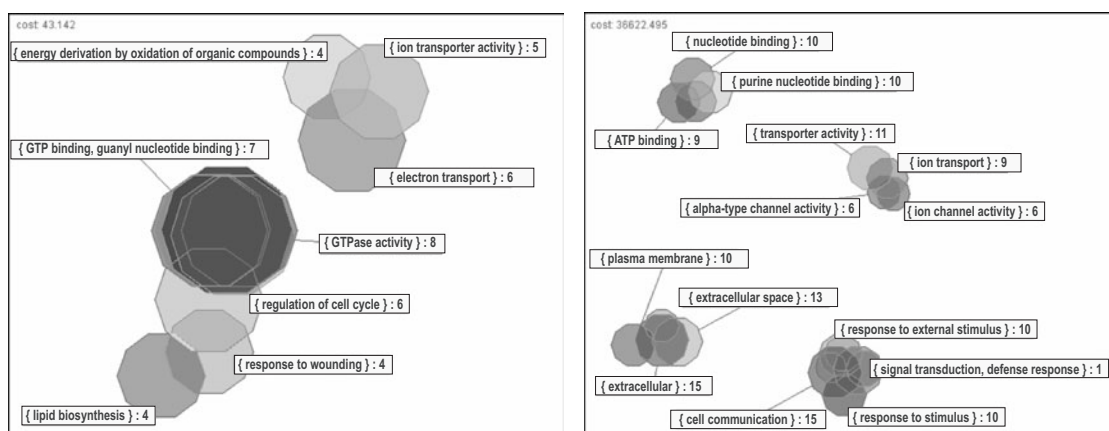 cost: 43.142
{ energy derivation by oxidation of organic compounds } : 4
{ ion transporter activity } : 5
{ GTP binding, guanyl nucleotide binding } : 7
{ electron transport } : 6
{ GTPase activity } : 8
{ regulation of cell cycle } : 6
{ response to wounding } : 4
{ lipid biosynthesis } : 4
cost: 36622.495
{ nucleotide binding } : 10
{ purine nucleotide binding } : 10
{ ATP binding } : 9
{ transporter activity } : 11
{ ion transport } : 9
{ alpha-type channel activity } : 6
{ ion channel activity } : 6
{ plasma membrane } : 10
{ extracellular space } : 13
{ response to external stimulus } : 10
{ signal transduction, defense response } : 1
{ extracellular } : 15
{ cell communication } : 15
{ response to stimulus } : 10